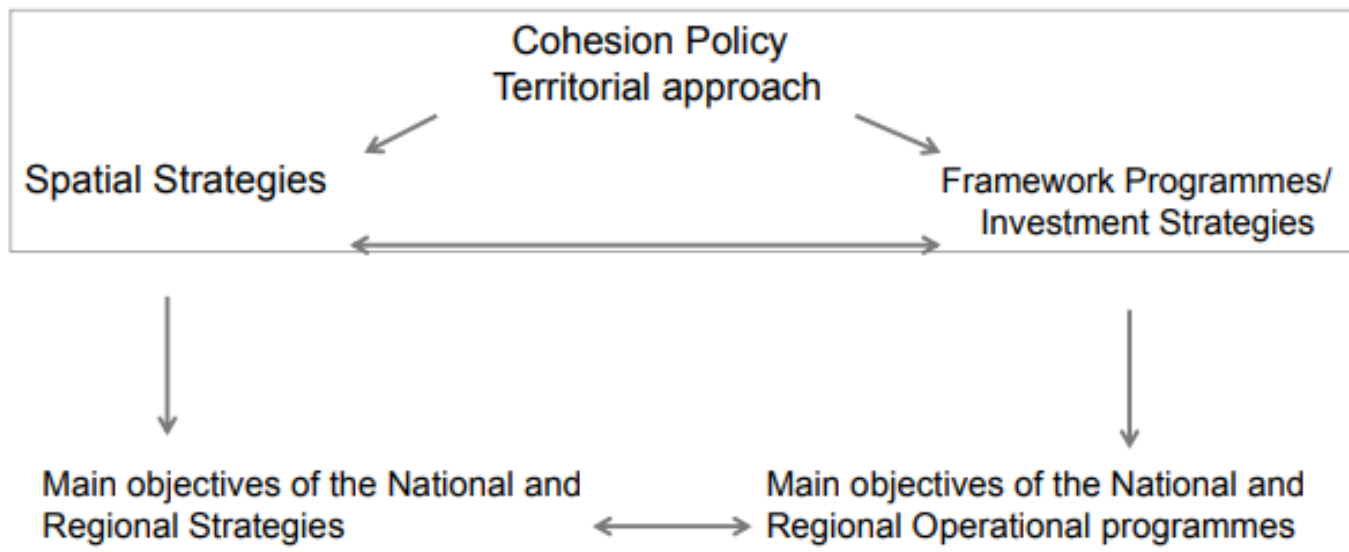 Cohesion Policy
Territorial approach
Spatial Strategies
Framework Programmes/
Investment Strategies
Main objectives of the National and
Regional Strategies
Main objectives of the National and
Regional Operational programmes